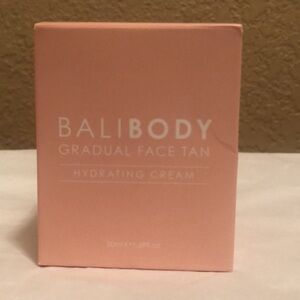 BALIBODY
GRADUAL FACE TAN
HYDRATING CREAM